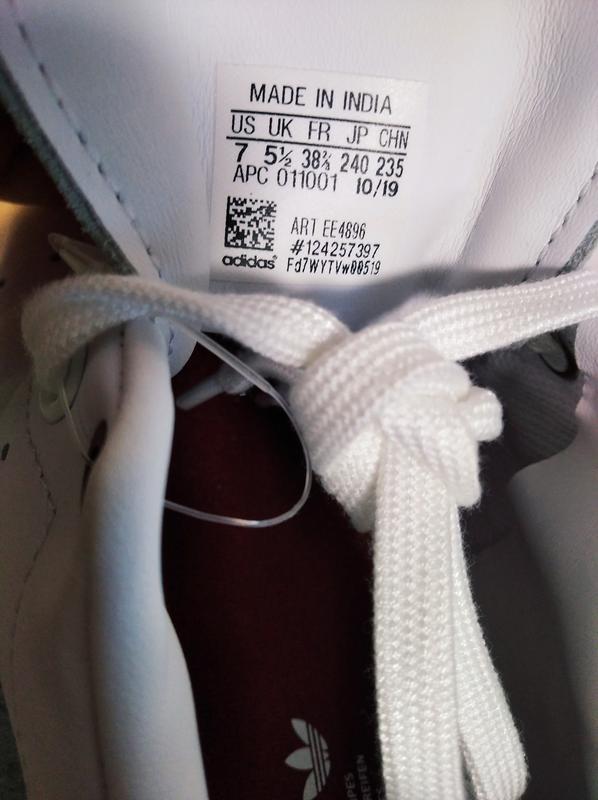 MADE IN INDIA
US UK FR JP CHN
7 5½ 38⅔ 240 235
APC 011001 10/19
ART EE4896
#124257397
adidas® Fd7WYTVw00519